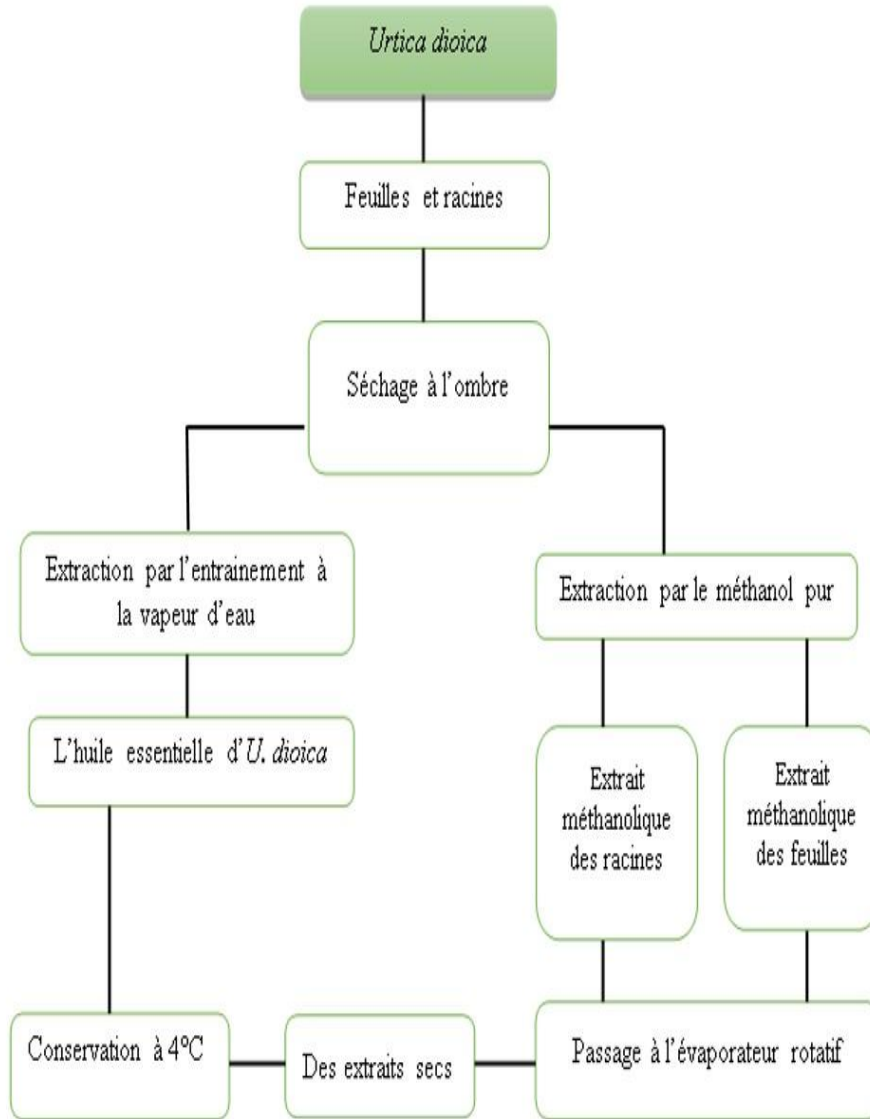 Urtica dioica
Feuilles et racines
Séchage à l'ombre
Extraction par l'entrainement à
la vapeur d'eau
Extraction par le méthanol pur
L'huile essentielle d'U. dioica
Extrait
méthanolique
des racines
Extrait
méthanolique
des feuilles
Conservation à 4°C
Des extraits secs
Passage à l'évaporateur rotatif